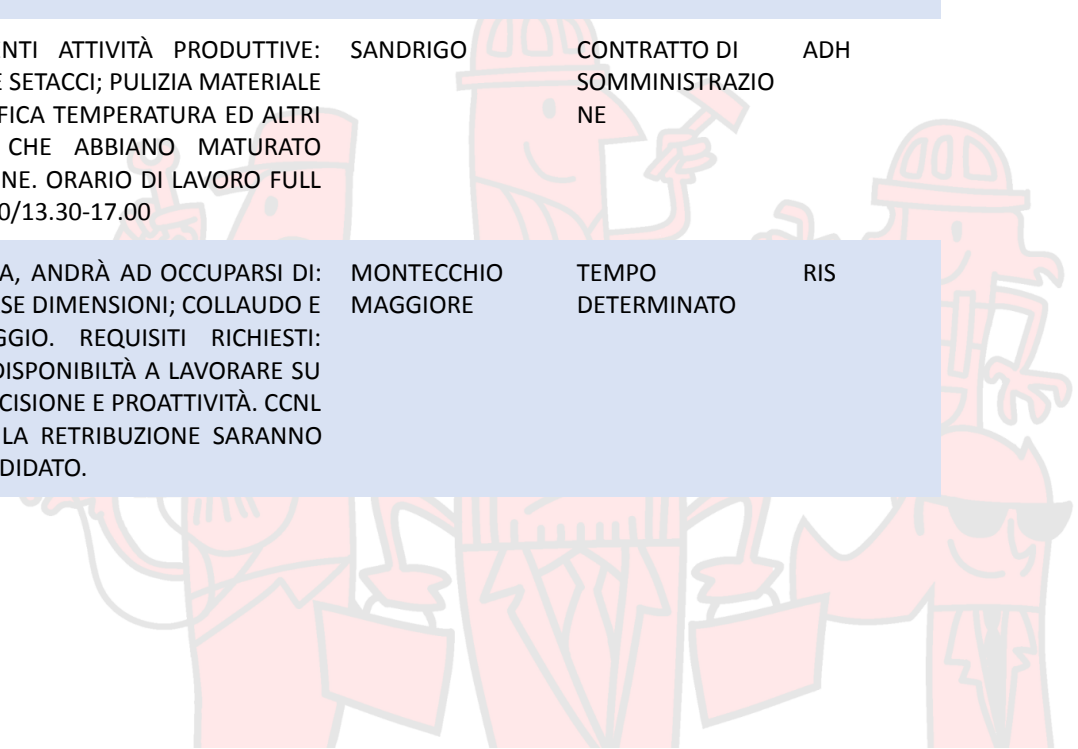 NTI ATTIVITÀ PRODUTTIVE:
E SETACCI; PULIZIA MATERIALE
FICA TEMPERATURA ED ALTRI
CHE ABBIANO MATURATO
NE. ORARIO DI LAVORO FULL
0/13.30-17.00
SANDRIGO
CONTRATTO DI
SOMMINISTRAZIO
NE
ADH
A, ANDRÀ AD OCCUPARSI DI:
SE DIMENSIONI; COLLAUDO E
GGIO. REQUISITI RICHIESTI:
DISPONIBILTÀ A LAVORARE SU
CISIONE E PROATTIVITÀ. CCNL
LA RETRIBUZIONE SARANNO
DIDATO.
MONTECCHIO
MAGGIORE
TEMPO
DETERMINATO
RIS